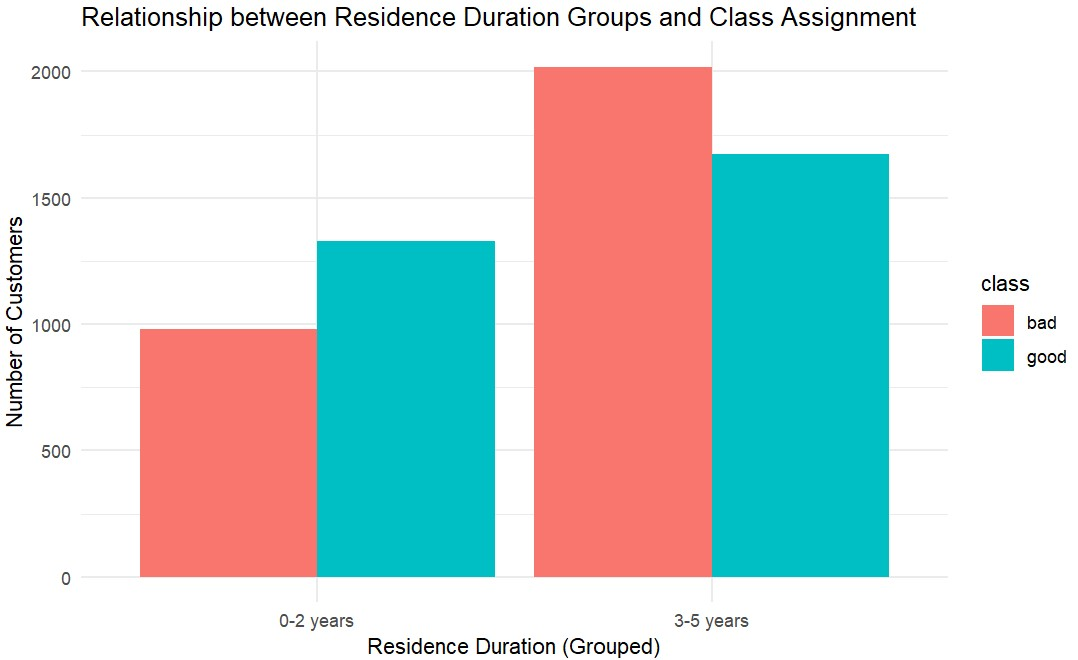 Relationship between Residence Duration Groups and Class Assignment
Number of Customers
2000
1500
1000
500
0
0-2 years
3-5 years
Residence Duration (Grouped)
class
bad
good